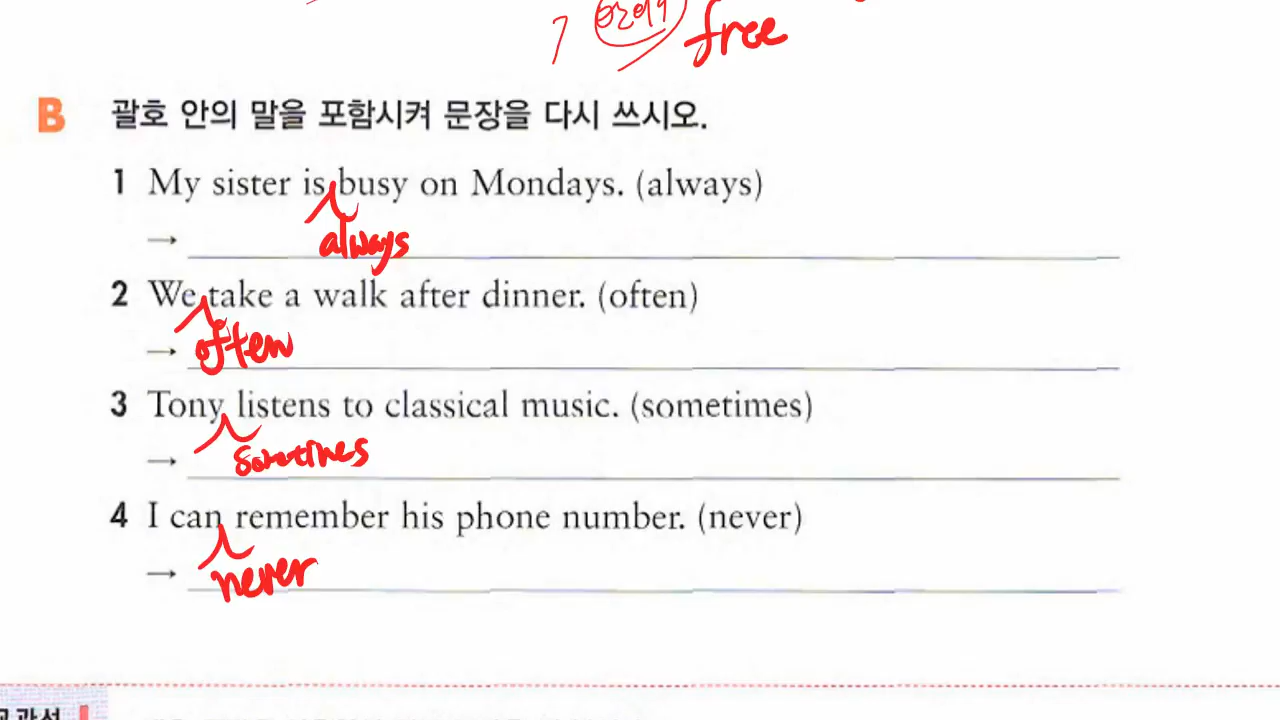 free
B 괄호 안의 말을 포함시켜 문장을 다시 쓰시오.
1 My sister is busy on Mondays. (always)
→ always
2 We take a walk after dinner. (often)
→ often
3 Tony listens to classical music. (sometimes)
→ sometimes
4 I can remember his phone number. (never)
→ never